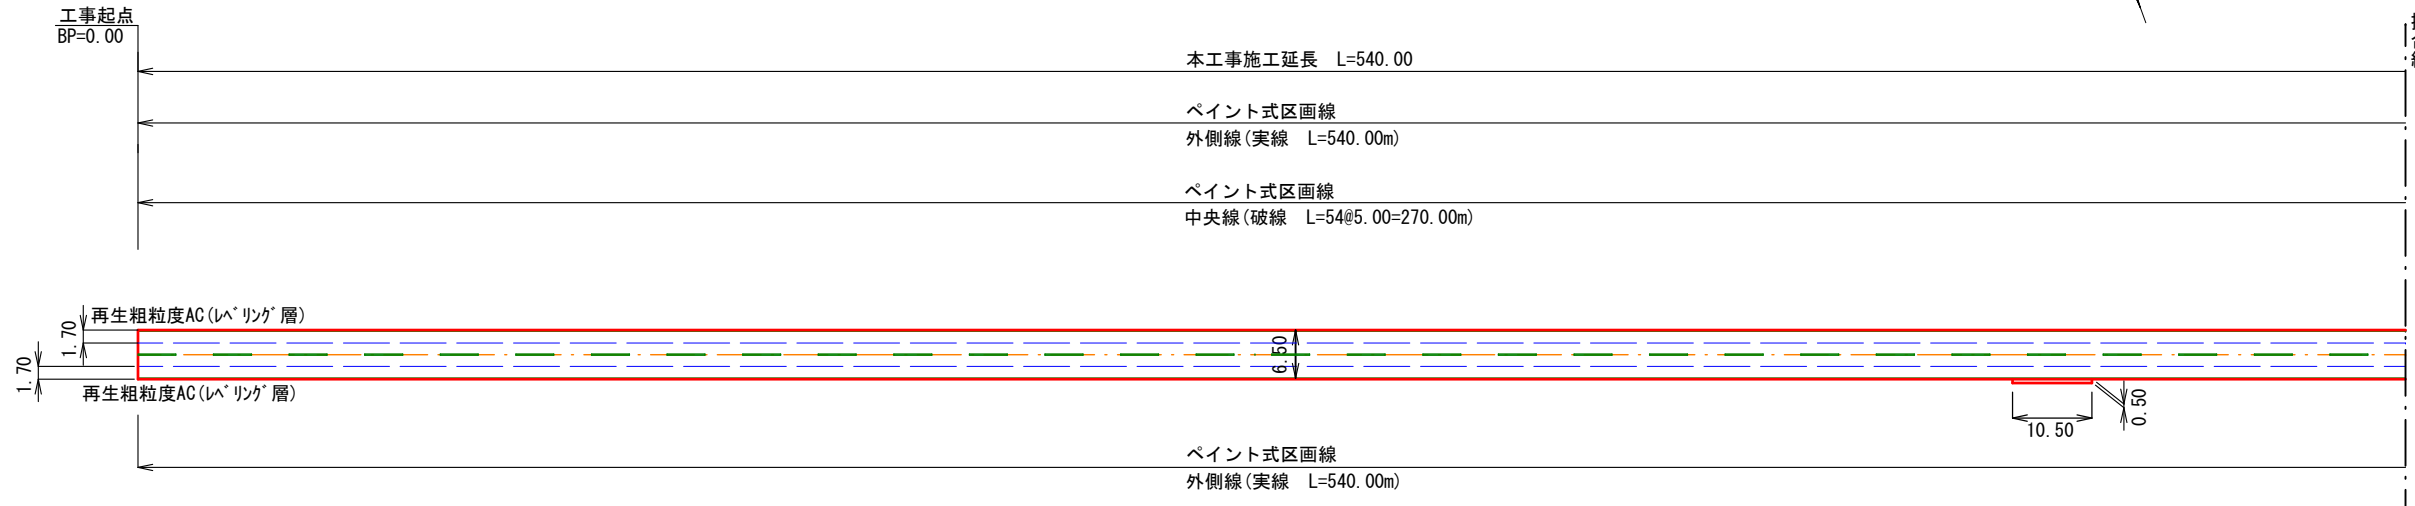 工事起点
BP=0.00
本工事施工延長　L=540.00
ペイント式区画線
外側線(実線　L=540.00m)
ペイント式区画線
中央線(破線　L=54@5.00=270.00m)
再生粗粒度AC(ﾚﾍﾞﾘﾝｸﾞ層)
1.70
6.50
1.70
再生粗粒度AC(ﾚﾍﾞﾘﾝｸﾞ層)
0.50
10.50
ペイント式区画線
外側線(実線　L=540.00m)